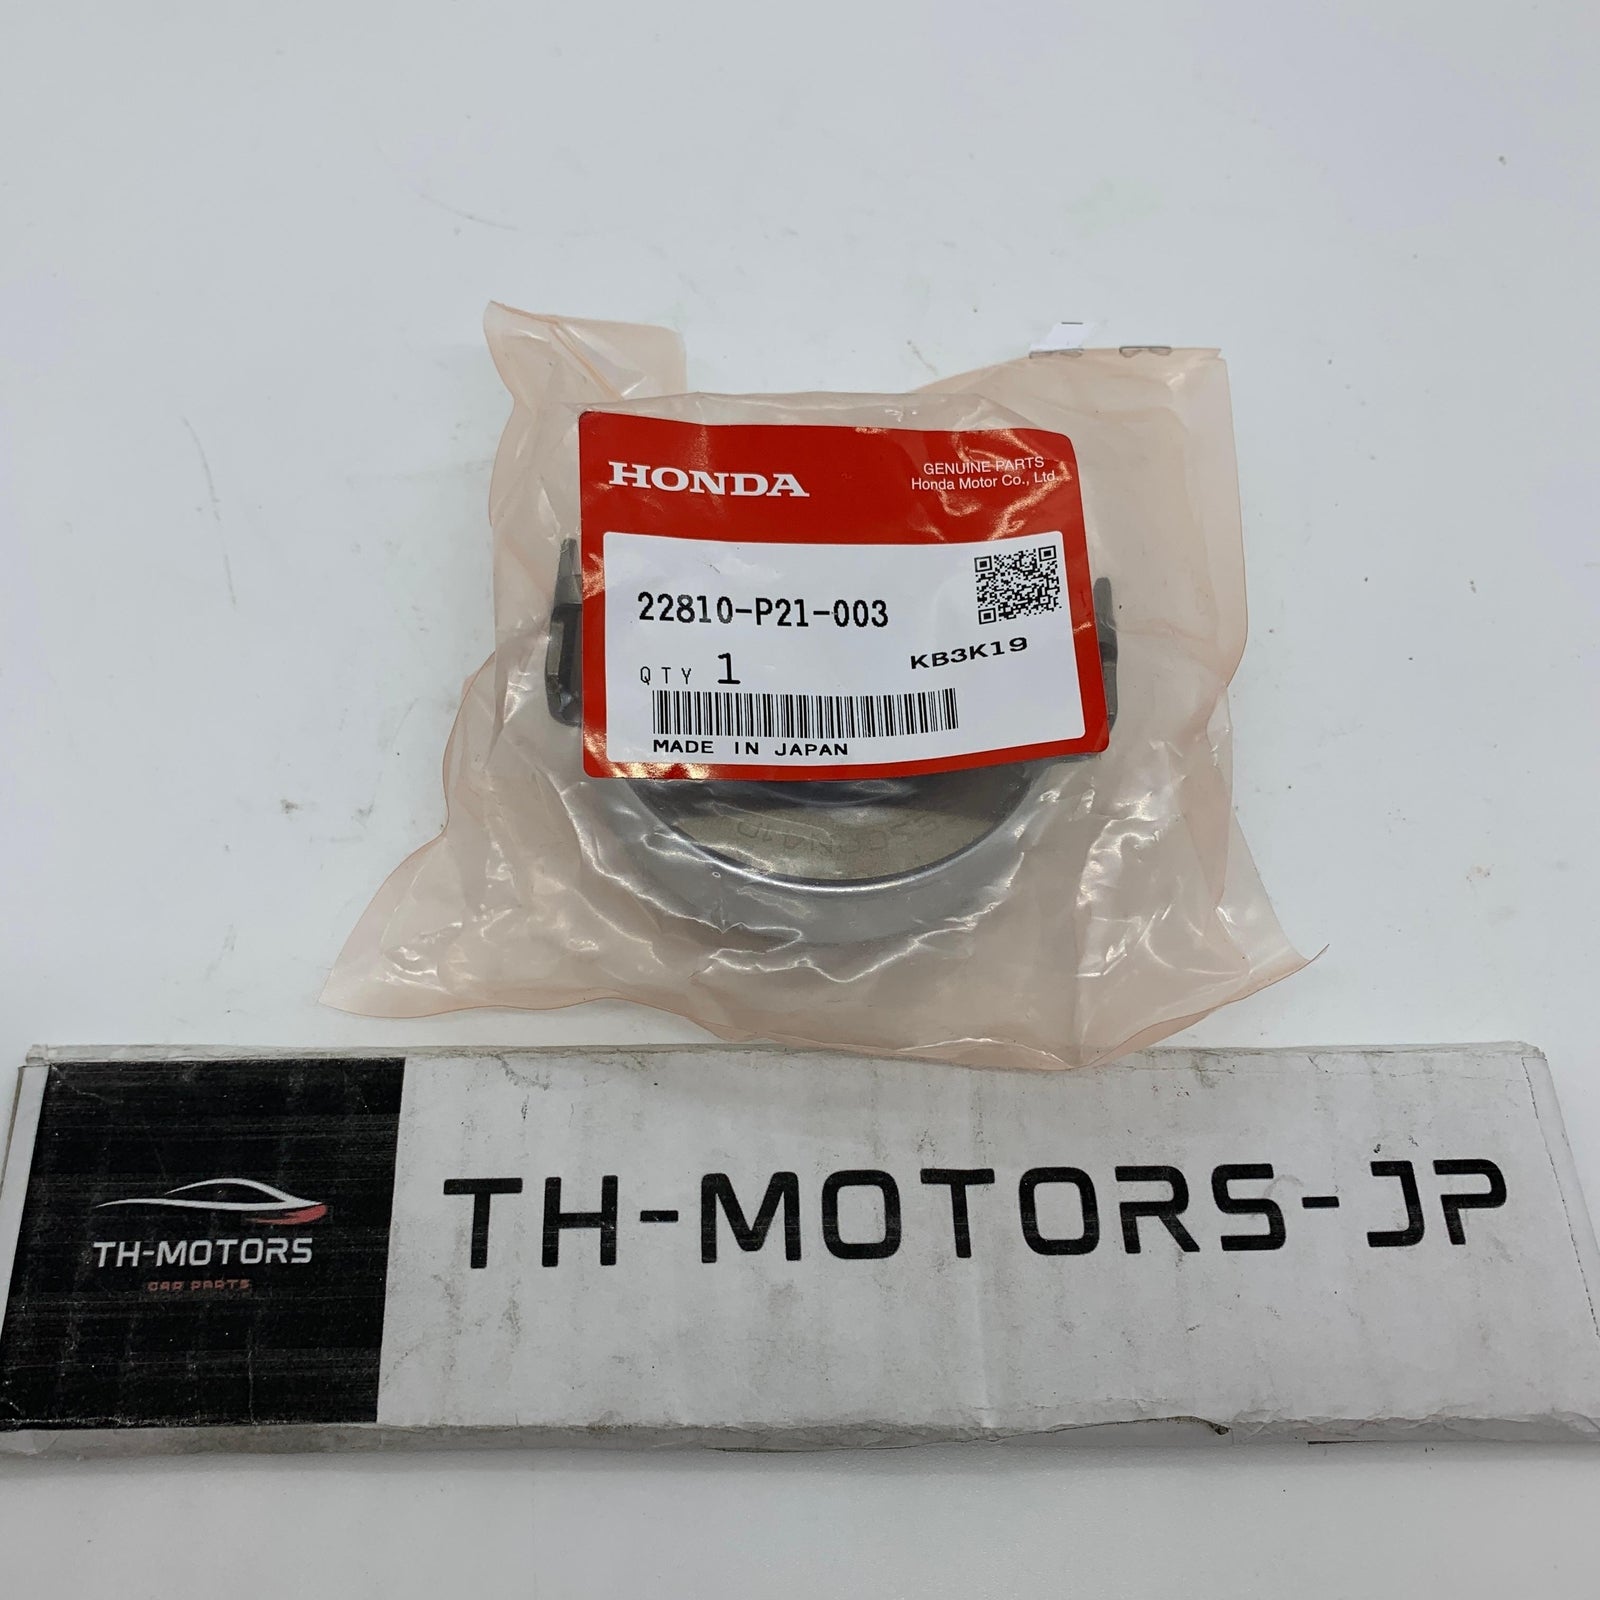 HONDA
GENUINE PARTS
Honda Motor Co., Ltd.
22810-P21-003
KB3K19
QTY 1
MADE IN JAPAN
TH-MOTORS
CAR PARTS
TH-MOTORS-JP